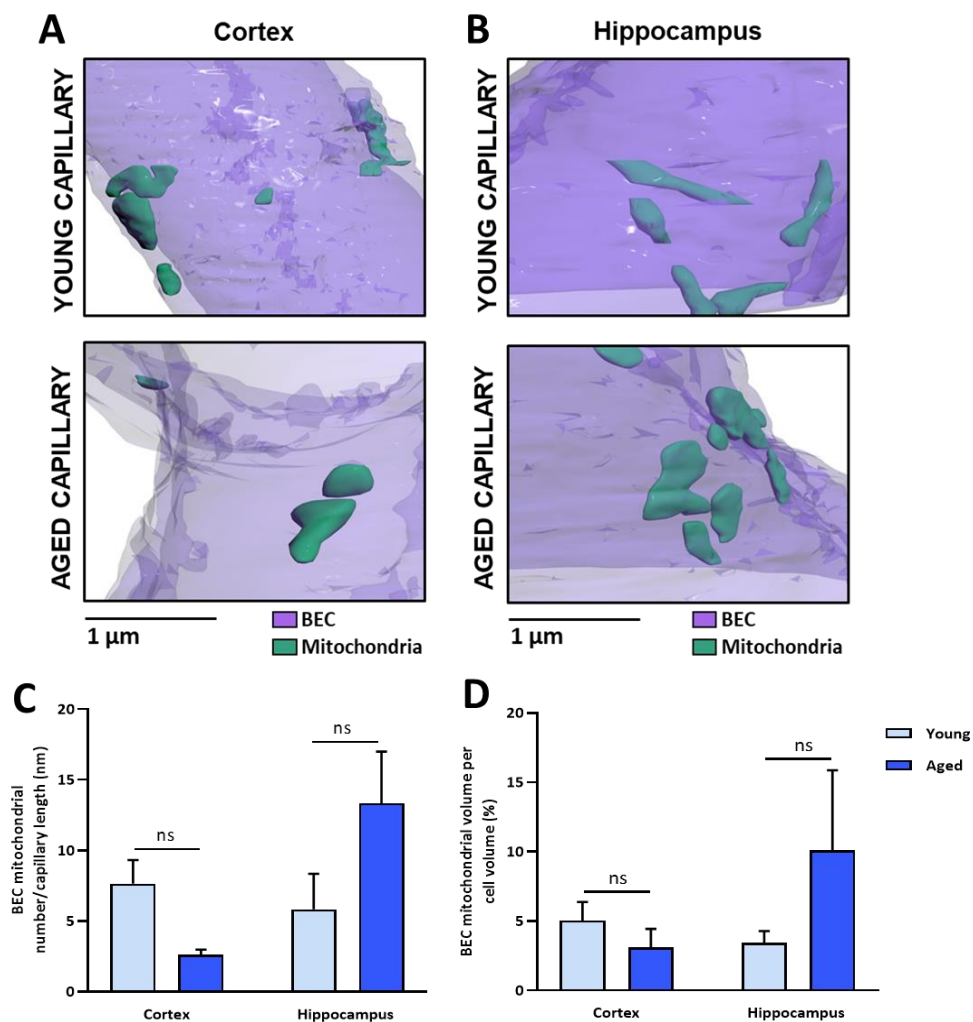 A
Cortex
B
Hippocampus
YOUNG CAPILLARY
YOUNG CAPILLARY
AGED CAPILLARY
AGED CAPILLARY
1 µm
BEC
Mitochondria
1 µm
BEC
Mitochondria
C
BEC mitochondrial
number/capillary length (nm)
20
15
10
5
0
ns
ns
Cortex
Hippocampus
D
BEC mitochondrial volume per
cell volume (%)
20
15
10
5
0
ns
ns
Cortex
Hippocampus
Young
Aged